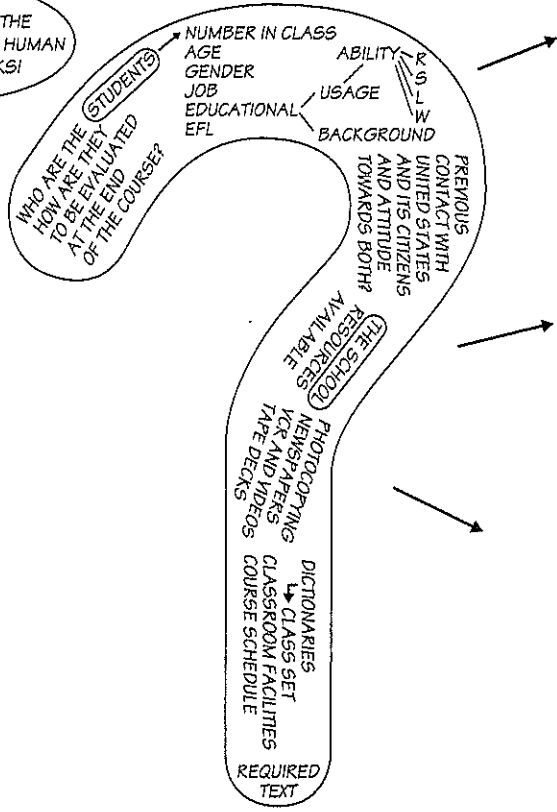 THE
HUMAN
KS!
WHO ARE THE STUDENTS
HOW ARE THEY
TO BE EVALUATED
AT THE END
OF THE COURSE?
NUMBER IN CLASS
AGE
GENDER
JOB
EDUCATIONAL
EFL
ABILITY
R
S
L
W
USAGE
BACKGROUND
PREVIOUS
CONTACT WITH
UNITED STATES
AND ITS CITIZENS
AND ATTITUDE
TOWARDS BOTH?
THE SCHOOL
RESOURCES
AVAILABLE
PHOTOCOPYING
NEWSPAPERS
VCR AND VIDEOS
TAPE DECKS
DICTIONARIES
CLASS SET
CLASSROOM FACILITIES
COURSE SCHEDULE
REQUIRED
TEXT